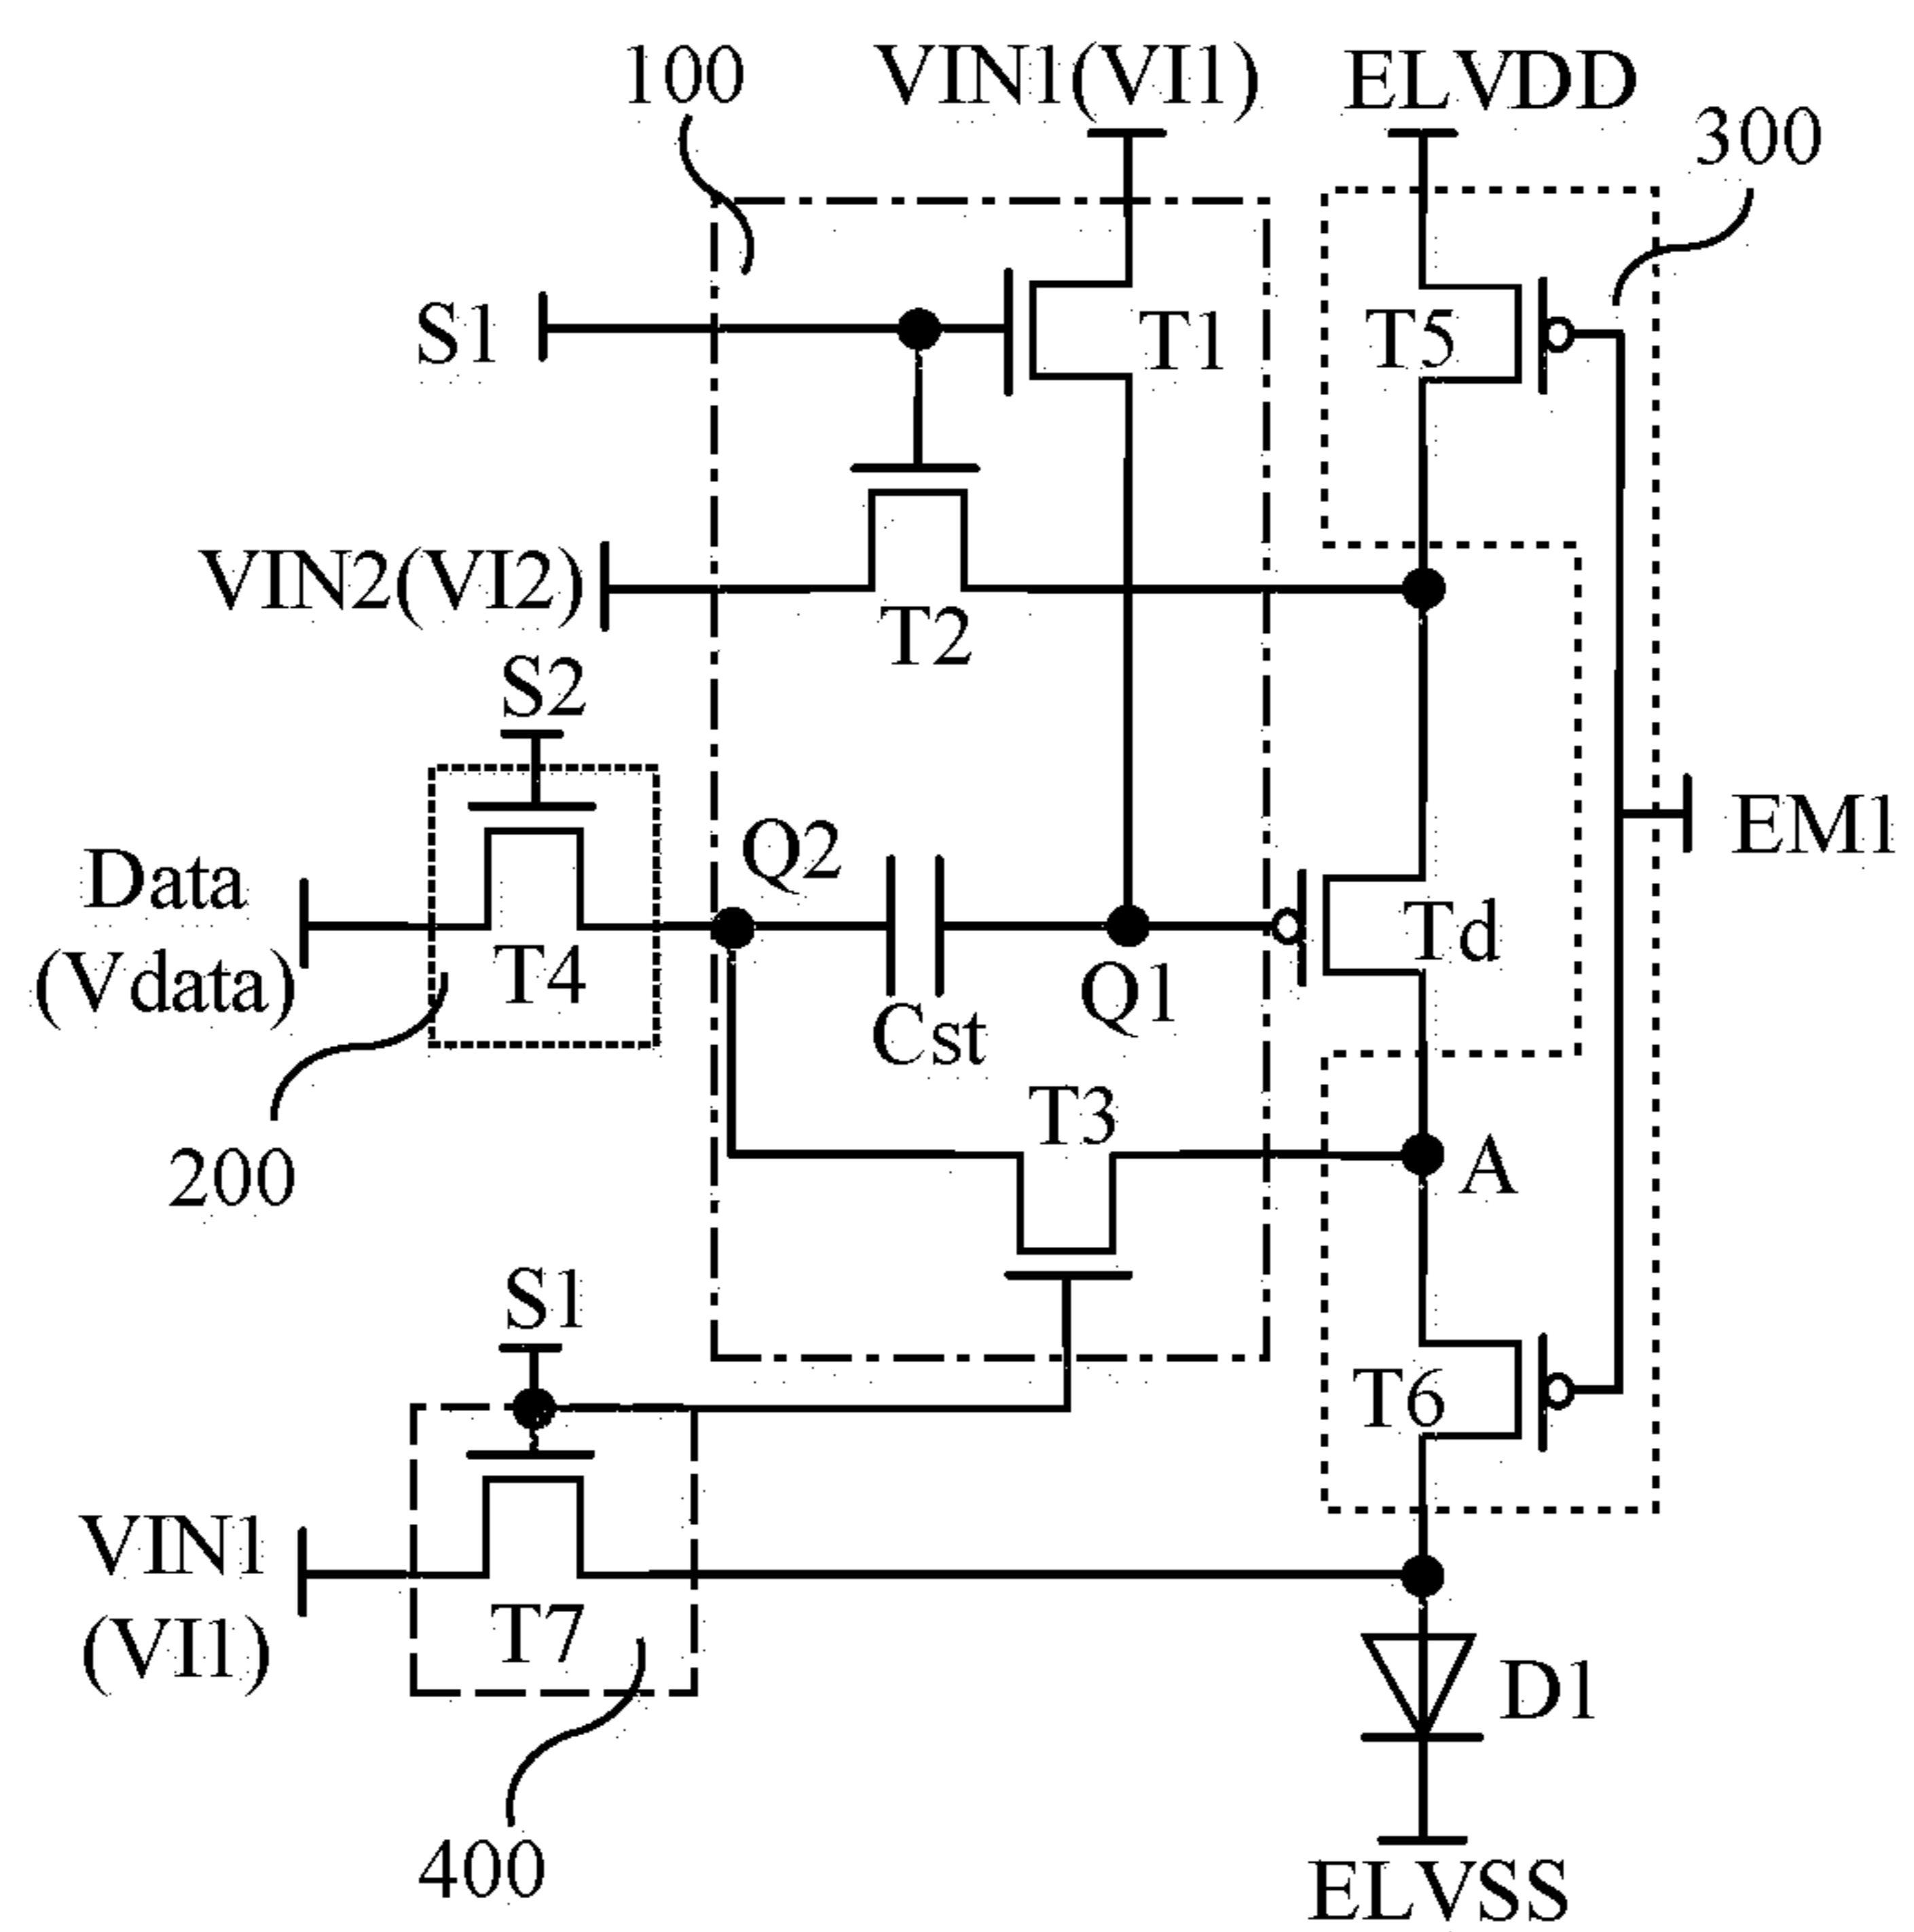 100
VIN1(VI1)
ELVDD
300
S1
T1
T5
VIN2(VI2)
T2
S2
Q2
EM1
Data
(Vdata)
T4
Cst
Q1
Td
T3
A
200
S1
T6
VIN1
(VI1)
T7
D1
400
ELVSS